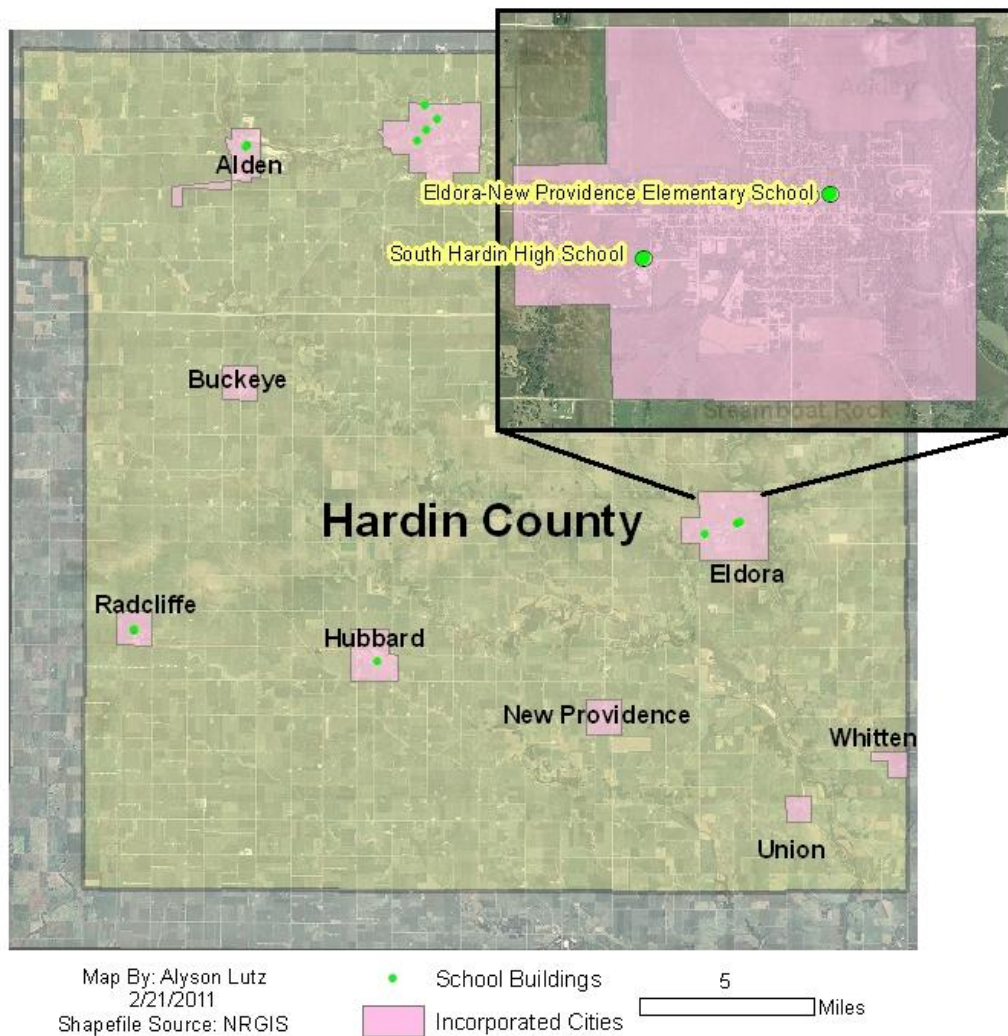 Ackley
Eldora-New Providence Elementary School
South Hardin High School
Steamboat Rock
Alden
Buckeye
Hardin County
Eldora
Radcliffe
Hubbard
New Providence
Whitten
Union
Map By: Alyson Lutz
2/21/2011
Shapefile Source: NRGIS
School Buildings
Incorporated Cities
5
Miles